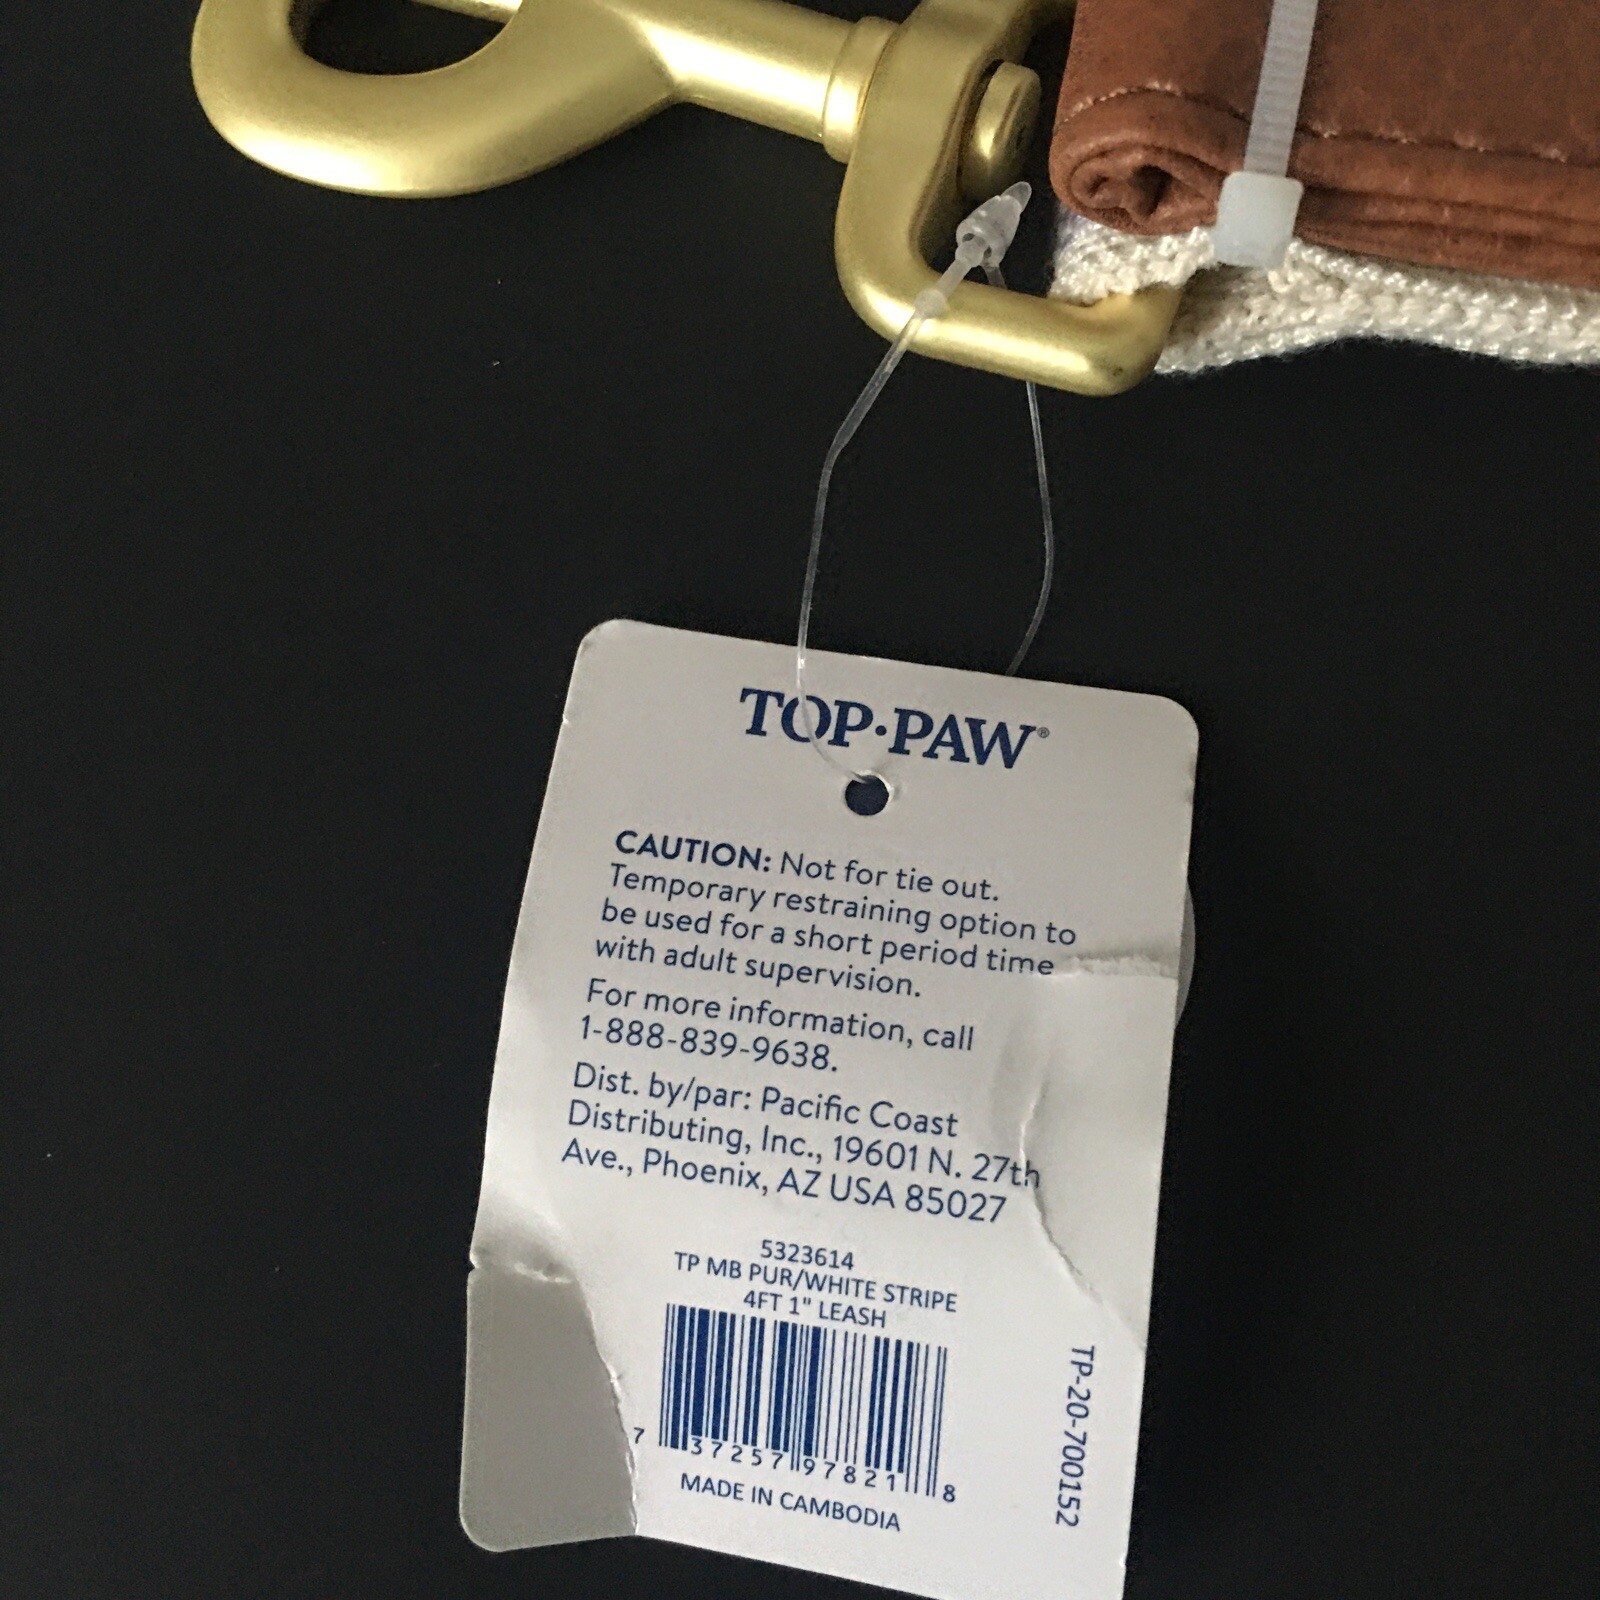 TOP·PAW®
CAUTION: Not for tie out.
Temporary restraining option to
be used for a short period time
with adult supervision.
For more information, call
1-888-839-9638.
Dist. by/par: Pacific Coast
Distributing, Inc., 19601 N. 27th
Ave., Phoenix, AZ USA 85027
5323614
TP MB PUR/WHITE STRIPE
4FT 1" LEASH
7 37257 97821 8
MADE IN CAMBODIA
TP-20-700152